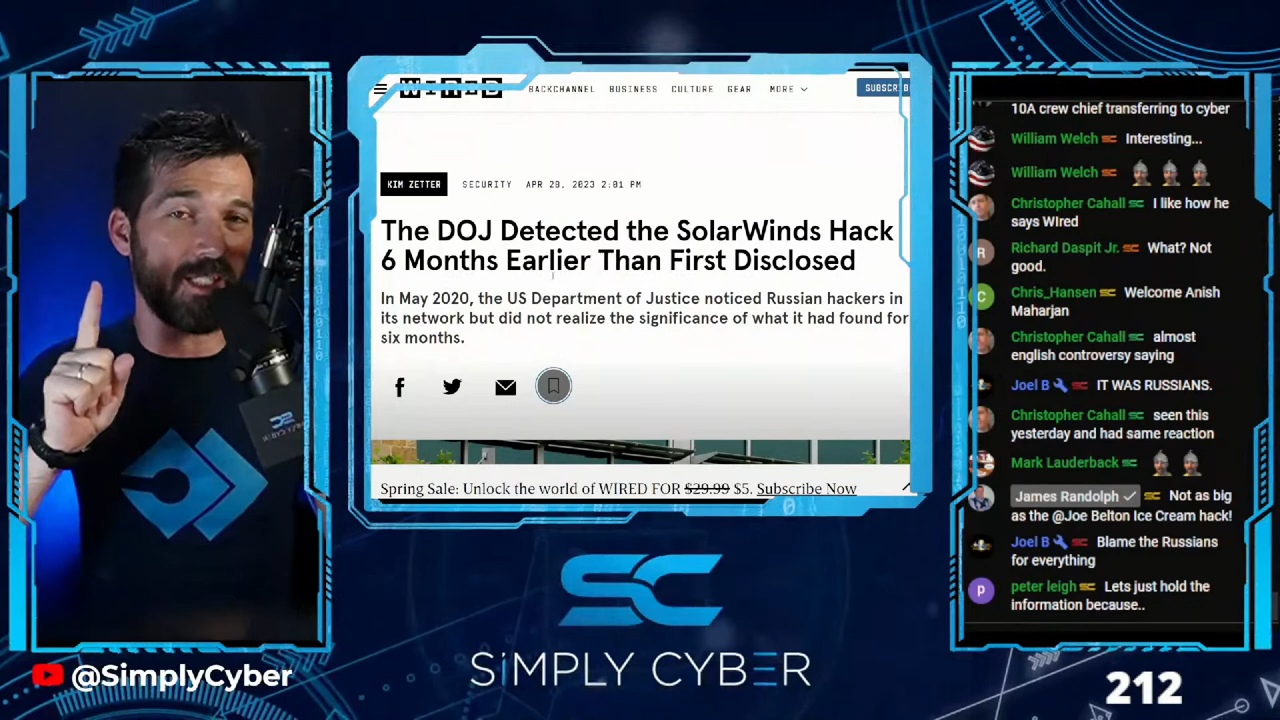 WIRED
BACKCHANNEL BUSINESS CULTURE GEAR MORE
SUBSCRIB
KIM ZETTER SECURITY APR 28, 2023 2:01 PM
The DOJ Detected the SolarWinds Hack
6 Months Earlier Than First Disclosed
In May 2020, the US Department of Justice noticed Russian hackers in
its network but did not realize the significance of what it had found for
six months.
Spring Sale: Unlock the world of WIRED FOR $29.99 $5. Subscribe Now
SC
SiMPLY CYBER
@SimplyCyber
10A crew chief transferring to cyber
William Welch Interesting...
William Welch
Christopher Cahall I like how he
says WIred
Richard Daspit Jr. What? Not
good.
Chris_Hansen Welcome Anish
Maharjan
Christopher Cahall almost
english controversy saying
Joel B IT WAS RUSSIANS.
Christopher Cahall seen this
yesterday and had same reaction
Mark Lauderback
James Randolph Not as big
as the @Joe Belton Ice Cream hack!
Joel B Blame the Russians
for everything
peter leigh Lets just hold the
information because..
212